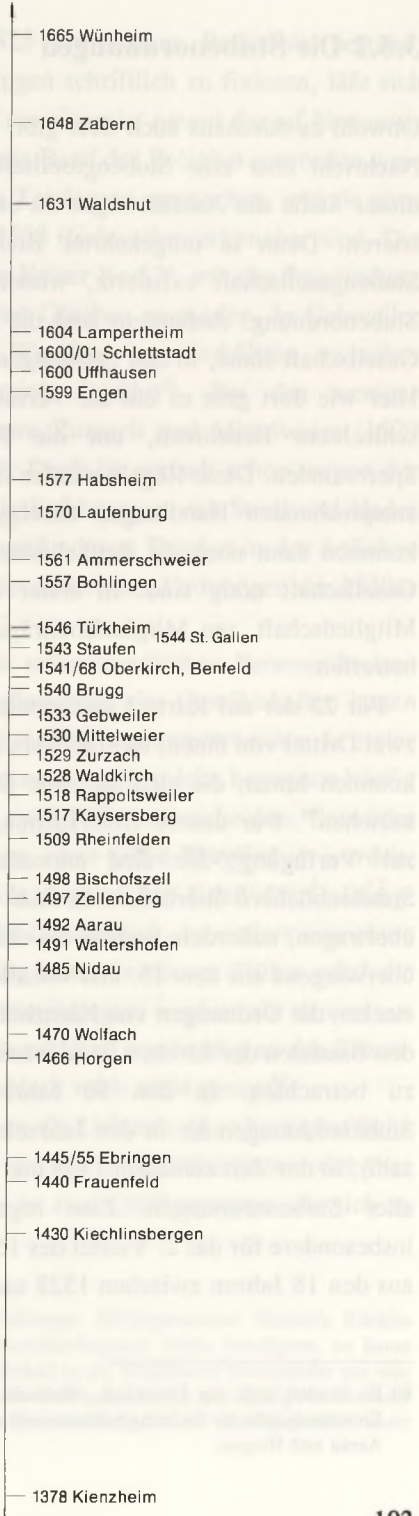 1665 Wünheim
1648 Zabern
1631 Waldshut
1604 Lampertheim
1600/01 Schlettstadt
1600 Uffhausen
1599 Engen
1577 Habsheim
1570 Laufenburg
1561 Ammerschweier
1557 Bohlingen
1546 Türkheim
1544 St. Gallen
1543 Staufen
1541/68 Oberkirch, Benfeld
1540 Brugg
1533 Gebweiler
1530 Mittelweier
1529 Zurzach
1528 Waldkirch
1518 Rappoltsweiler
1517 Kaysersberg
1509 Rheinfelden
1498 Bischofszell
1497 Zellenberg
1492 Aarau
1491 Waltershofen
1485 Nidau
1470 Wolfach
1466 Horgen
1445/55 Ebringen
1440 Frauenfeld
1430 Kiechlinsbergen
1378 Kienzheim